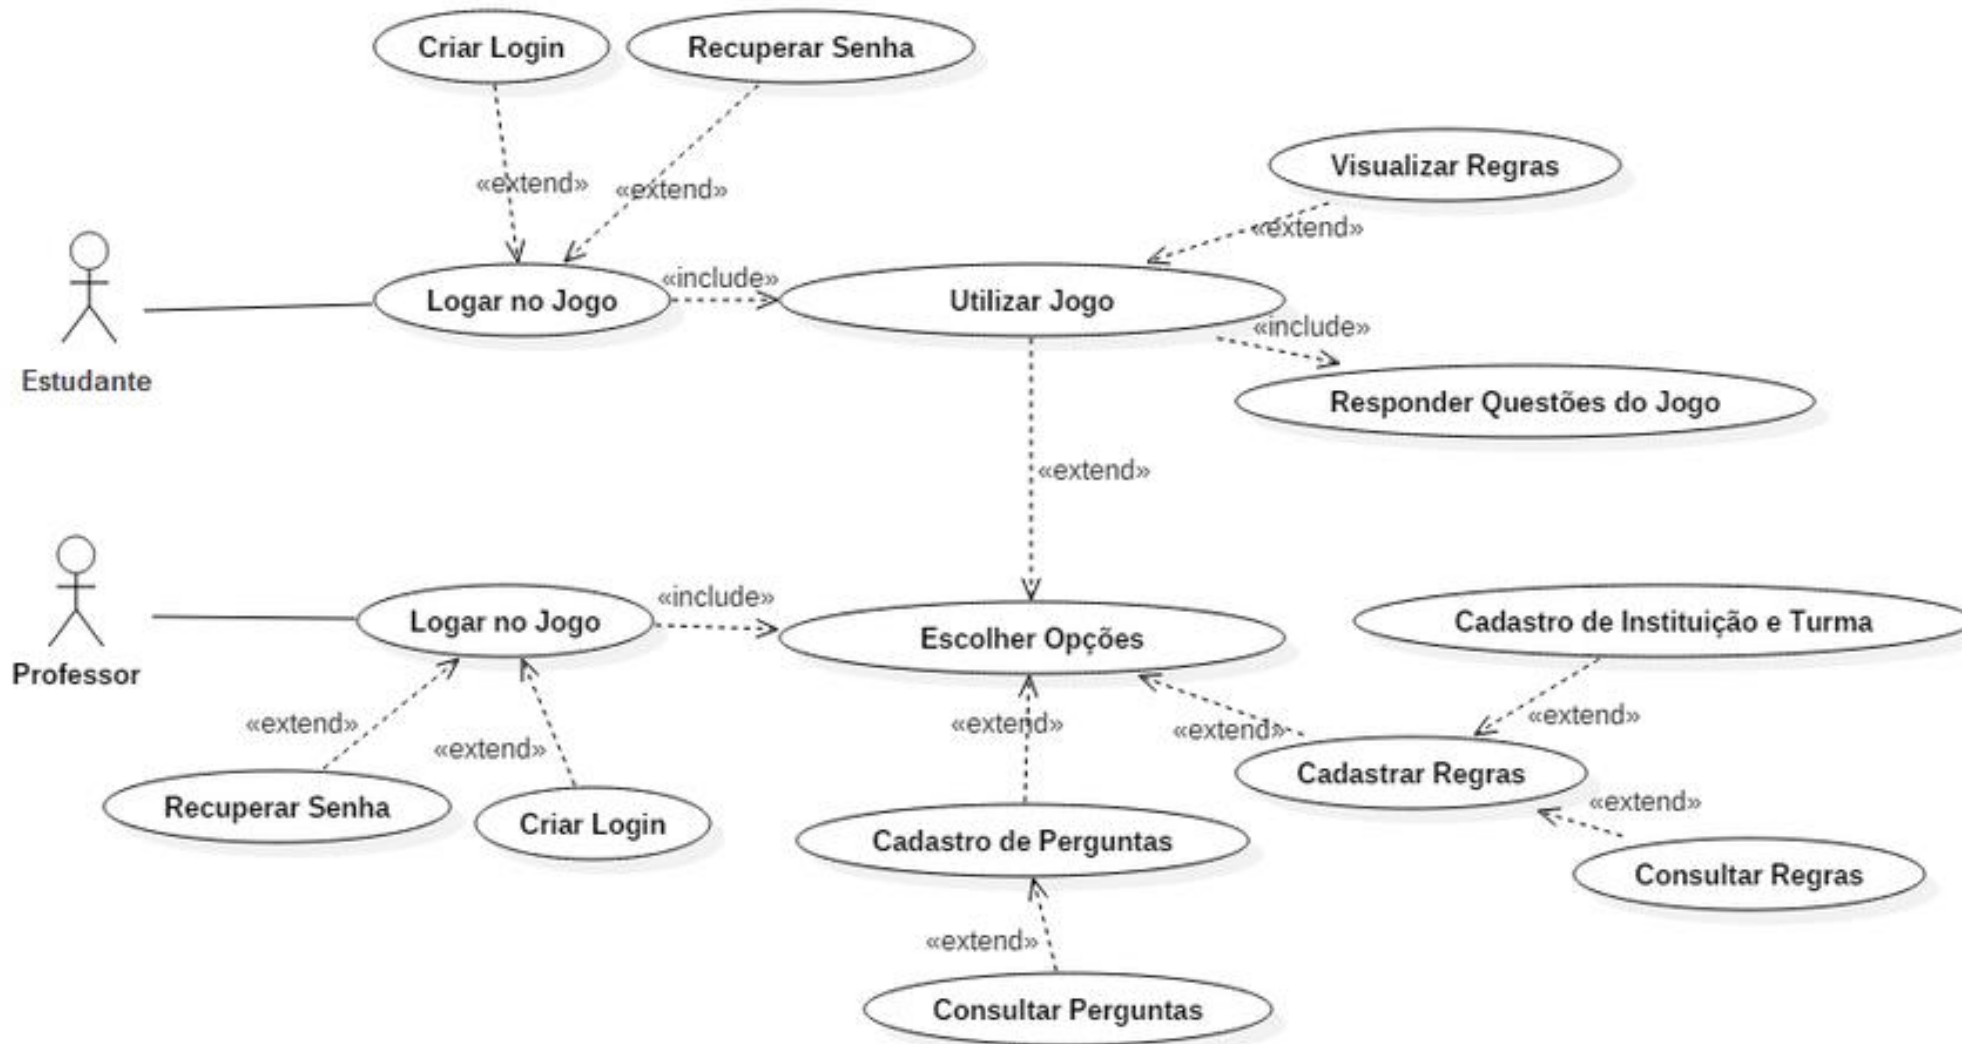 Criar Login
Recuperar Senha
Visualizar Regras
«extend»
«extend»
«extend»
Logar no Jogo
«include»
Utilizar Jogo
«include»
Estudante
Responder Questões do Jogo
«extend»
Professor
Logar no Jogo
«include»
Escolher Opções
Cadastro de Instituição e Turma
«extend»
«extend»
«extend»
«extend»
«extend»
Recuperar Senha
Criar Login
Cadastrar Regras
«extend»
Cadastro de Perguntas
Consultar Regras
«extend»
Consultar Perguntas